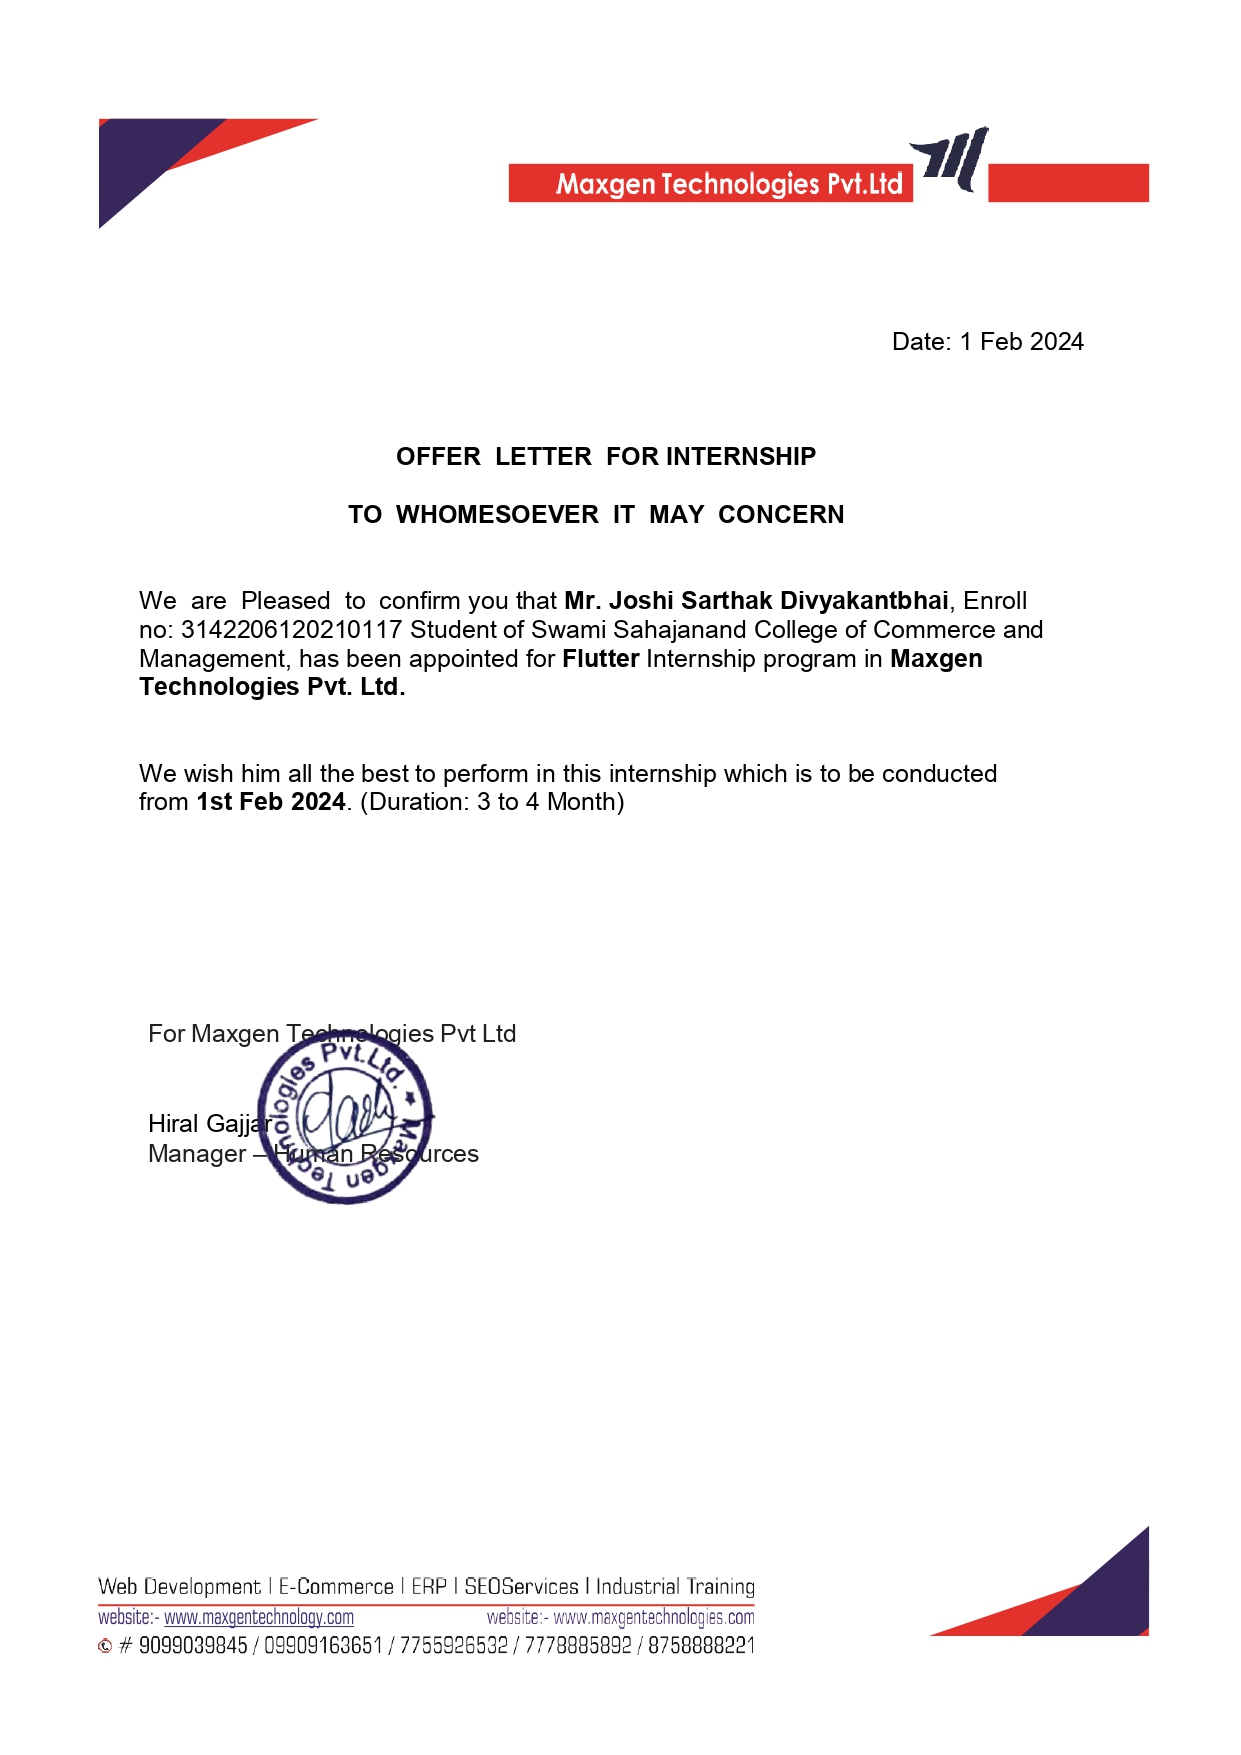 Maxgen Technologies Pvt.Ltd
Date: 1 Feb 2024
OFFER LETTER FOR INTERNSHIP
TO WHOMESOEVER IT MAY CONCERN
We are Pleased to confirm you that Mr. Joshi Sarthak Divyakantbhai, Enroll
no: 3142206120210117 Student of Swami Sahajanand College of Commerce and
Management, has been appointed for Flutter Internship program in Maxgen
Technologies Pvt. Ltd.
We wish him all the best to perform in this internship which is to be conducted
from 1st Feb 2024. (Duration: 3 to 4 Month)
For Maxgen Technologies Pvt Ltd
Maxgen Technologies Pvt.Ltd.
Hiral Gajjar
Manager – Human Resources
Web Development | E-Commerce | ERP | SEOServices | Industrial Training
website:- www.maxgentechnology.com website:- www.maxgentechnologies.com
# 9099039845 / 09909163651 / 7755926532 / 7778885892 / 8758888221